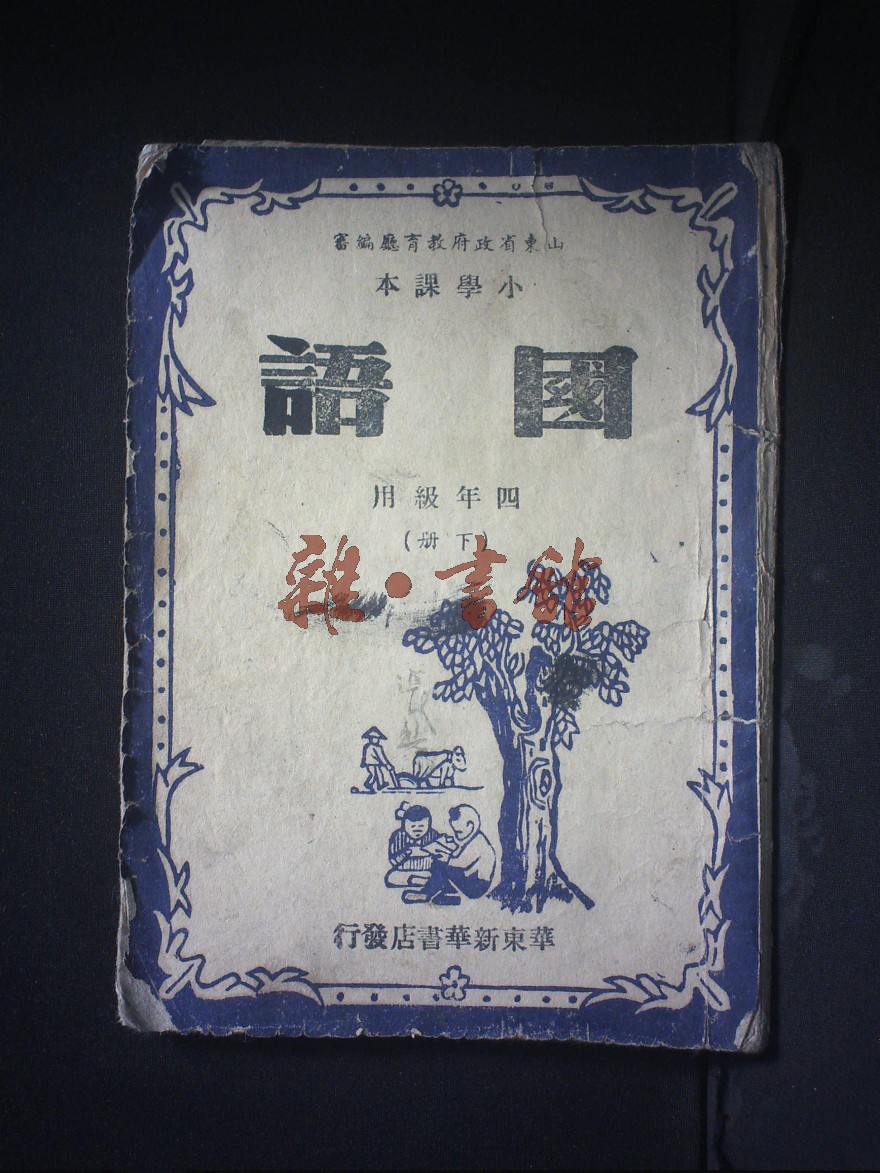 山東省政府教育廳編審
小學課本
國語
四年級用
(下册)
雜·書館
華東新華書店發行